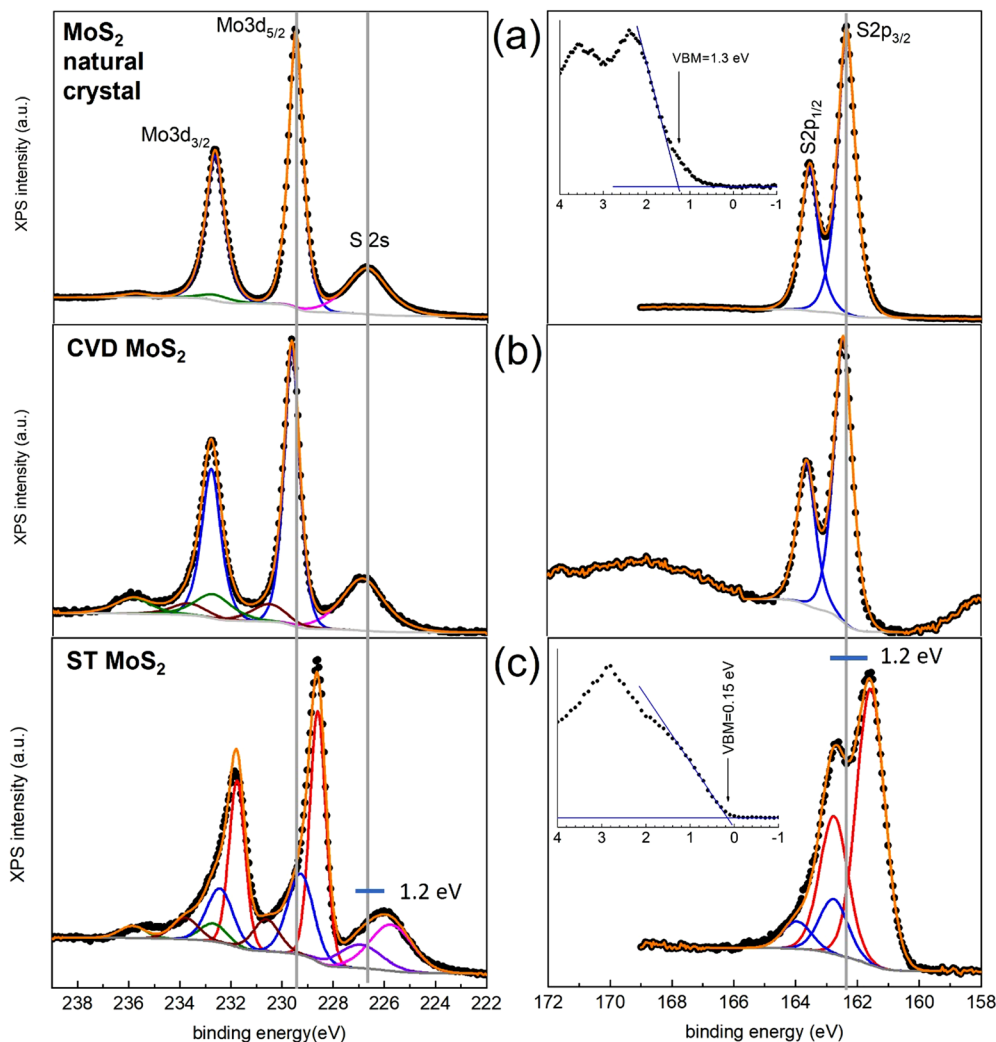 MoS2
natural
crystal
Mo3d5/2
Mo3d3/2
S 2s
XPS intensity (a.u.)
(a)
VBM=1.3 eV
4 3 2 1 0 -1
S2p1/2
S2p3/2
CVD MoS2
XPS intensity (a.u.)
(b)
ST MoS2
XPS intensity (a.u.)
1.2 eV
(c)
VBM=0.15 eV
4 3 2 1 0 -1
1.2 eV
238 236 234 232 230 228 226 224 222
binding energy(eV)
172 170 168 166 164 162 160 158
binding energy (eV)